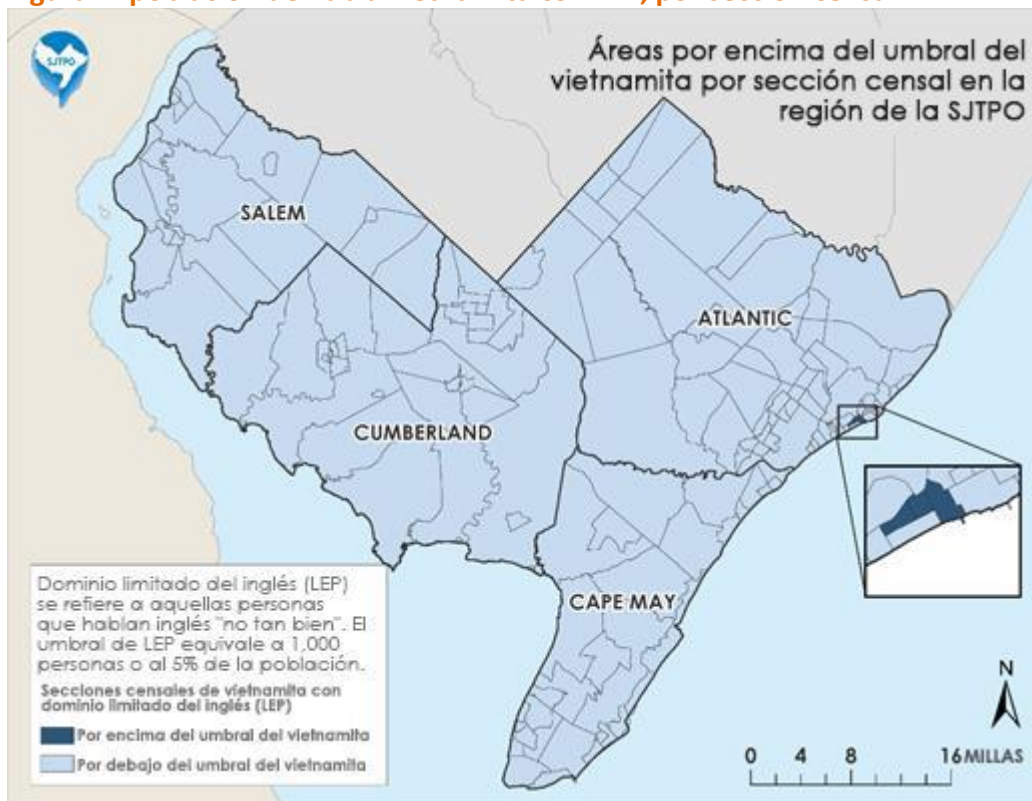 SJTPO
Áreas por encima del umbral del
vietnamita por sección censal en la
región de la SJTPO
SALEM
ATLANTIC
CUMBERLAND
CAPE MAY
Dominio limitado del inglés (LEP)
se refiere a aquellas personas
que hablan inglés "no tan bien". El
umbral de LEP equivale a 1,000
personas o al 5% de la población.
Secciones censales de vietnamita con
dominio limitado del inglés (LEP)
Por encima del umbral del vietnamita
Por debajo del umbral del vietnamita
N
0 4 8 16 MILLAS